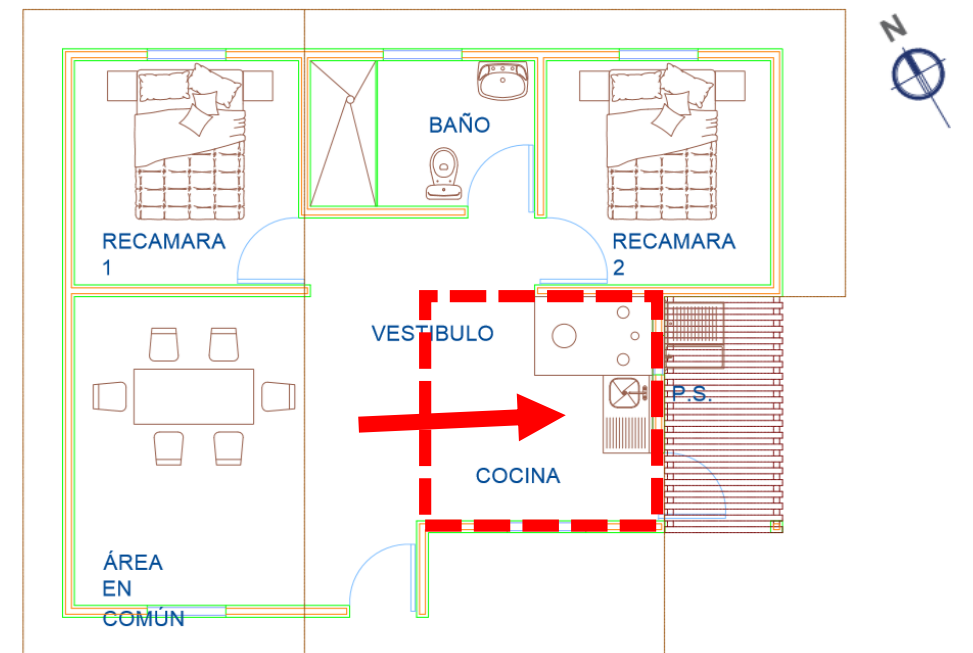 N
BAÑO
RECAMARA
1
RECAMARA
2
VESTIBULO
P.S.
COCINA
ÁREA
EN
COMÚN